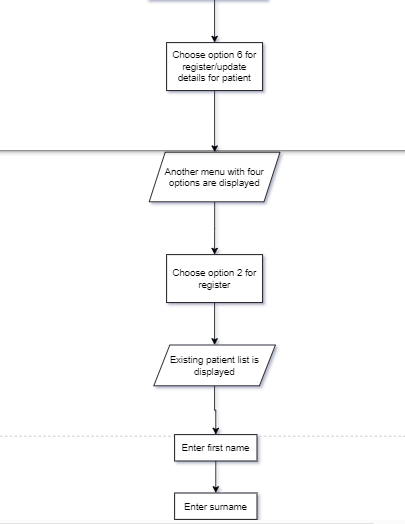 Choose option 6 for
register/update
details for patient
Another menu with four
options are displayed
Choose option 2 for
register
Existing patient list is
displayed
Enter first name
Enter surname